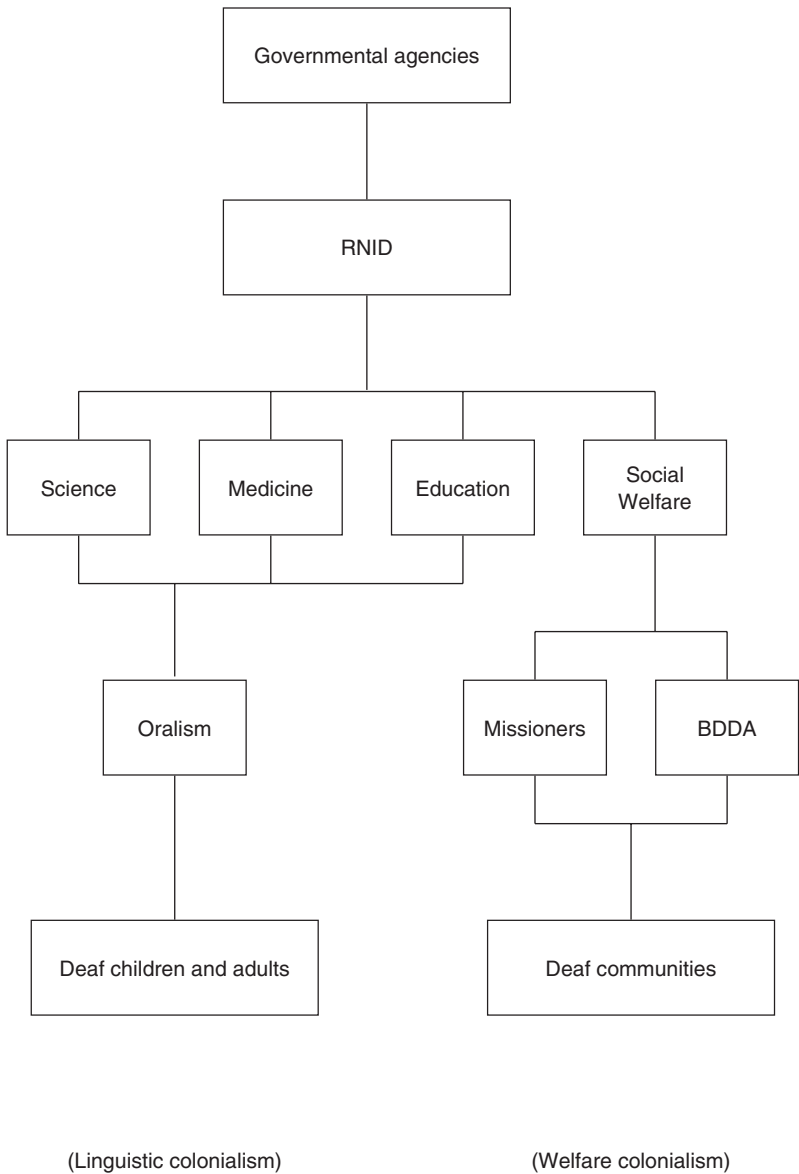 Governmental agencies
RNID
Science
Medicine
Education
Social
Welfare
Oralism
Missioners
BDDA
Deaf children and adults
Deaf communities
(Linguistic colonialism)
(Welfare colonialism)